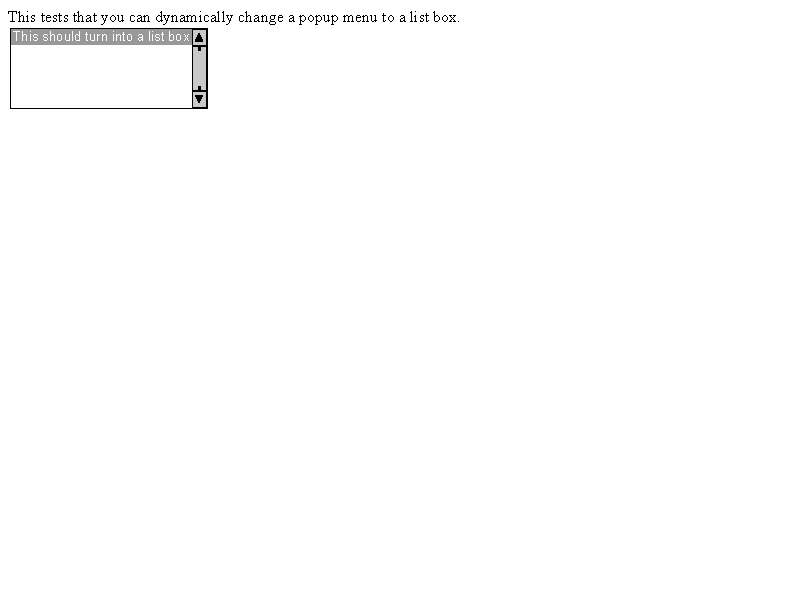 This tests that you can dynamically change a popup menu to a list box.
This should turn into a list box